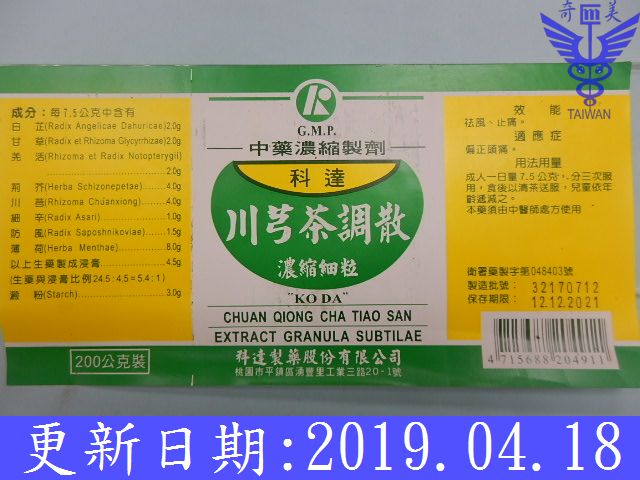 奇 美
TAIWAN
成分：每7.5公克中含有
白 芷(Radix Angelicae Dahuricae)2.0g
甘 草(Radix et Rhizoma Glycyrrhizae)2.0g
羌 活(Rhizoma et Radix Notopterygii)
2.0g
荊 芥(Herba Schizonepetae)4.0g
川 芎(Rhizoma Chuanxiong)4.0g
細 辛(Radix Asari)1.0g
防 風(Radix Saposhnikoviae)1.5g
薄 荷(Herba Menthae)8.0g
以上生藥製成浸膏4.5g
(生藥與浸膏比例24.5：4.5=5.4：1)
澱 粉(Starch)3.0g
200公克裝
G.M.P.
中藥濃縮製劑
科達
川芎茶調散
濃縮細粒
"KO DA"
CHUAN QIONG CHA TIAO SAN
EXTRACT GRANULA SUBTILAE
科達製藥股份有限公司
桃園市平鎮區湧豐里工業三路20-1號
效 能
祛風、止痛。
適應症
偏正頭痛。
用法用量
成人一日量7.5公克，分三次服
用，食後以清茶送服，兒童依年
齡遞減之。
本藥須由中醫師處方使用
衛署藥製字第048403號
製造批號： 32170712
保存期限： 12.12.2021
4 715688 204911
更新日期:2019.04.18